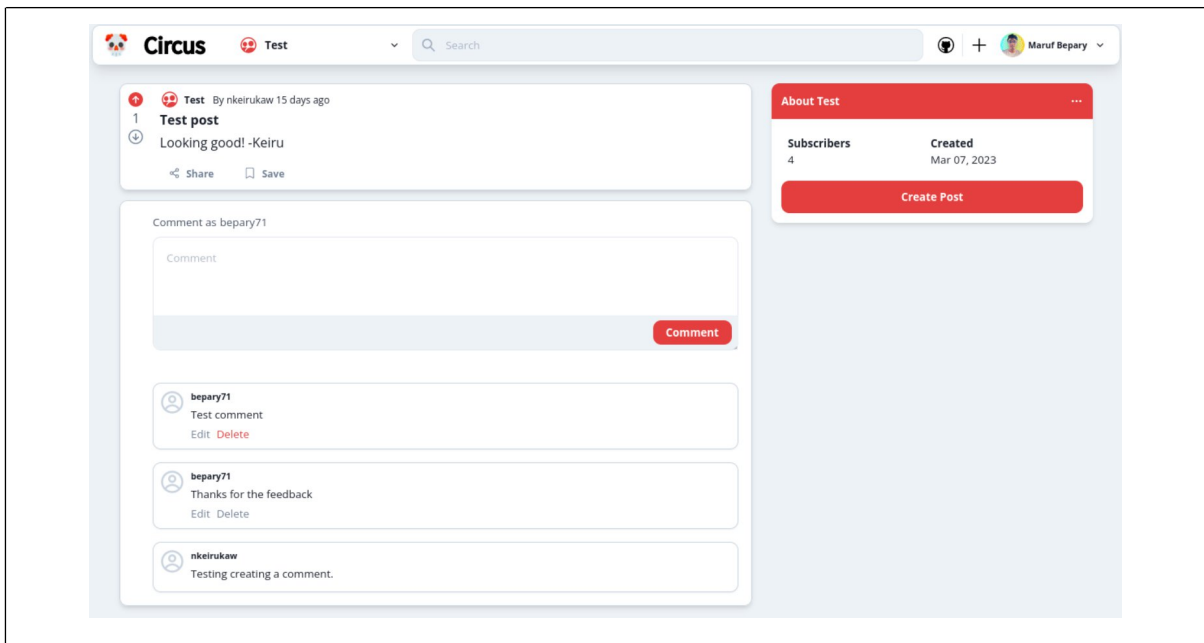 Circus
Test
Search
Maruf Bepary
Test By nkeirukaw 15 days ago
1
Test post
Looking good! -Keiru
Share Save
About Test
...
Subscribers Created
4 Mar 07, 2023
Create Post
Comment as bepary71
Comment
Comment
bepary71
Test comment
Edit Delete
bepary71
Thanks for the feedback
Edit Delete
nkeirukaw
Testing creating a comment.